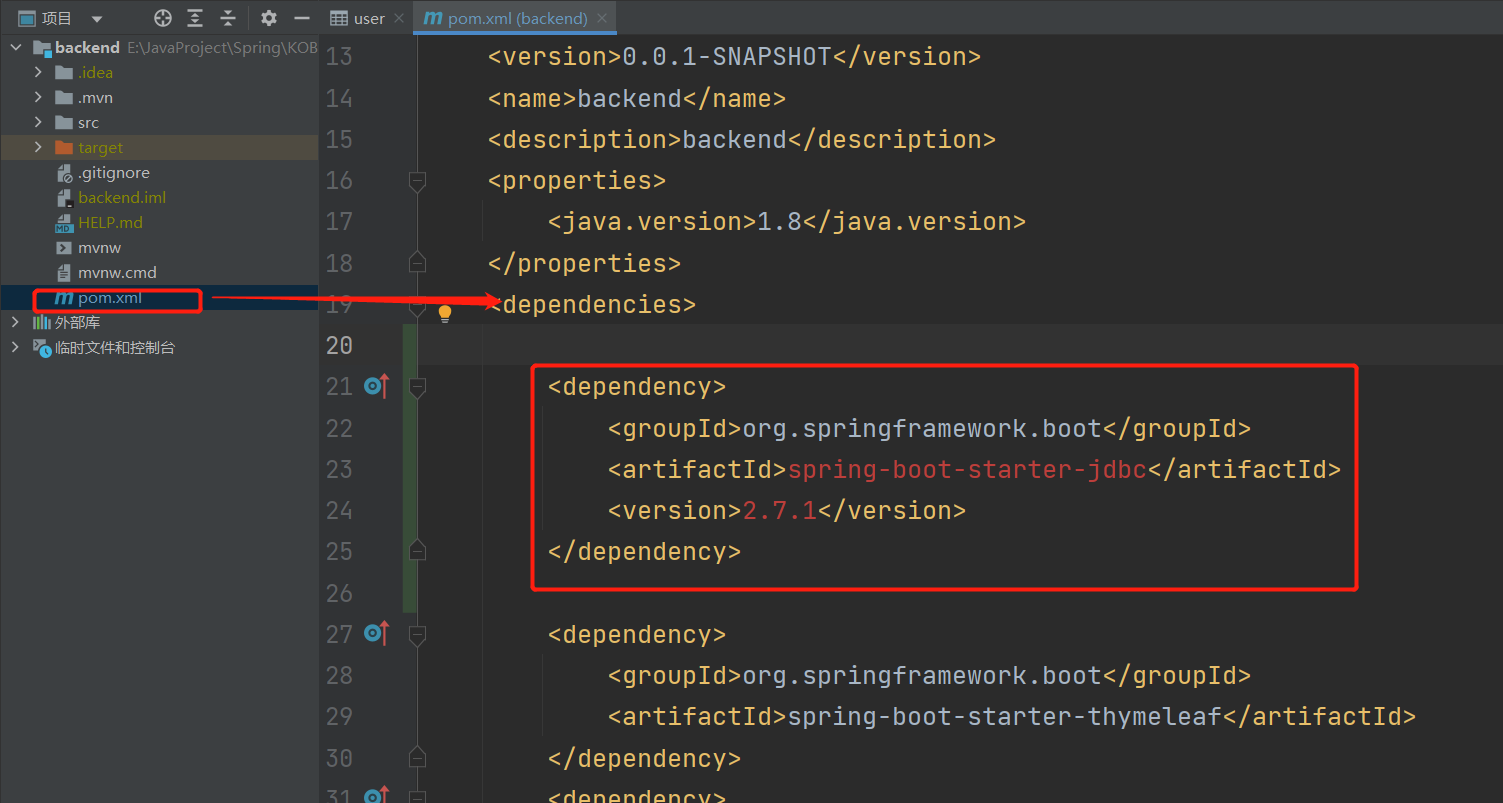 项目
user
pom.xml (backend)
backend E:\JavaProject\Spring\KOB
.idea
.mvn
src
target
.gitignore
backend.iml
HELP.md
mvnw
mvnw.cmd
pom.xml
外部库
临时文件和控制台
13 <version>0.0.1-SNAPSHOT</version>
14 <name>backend</name>
15 <description>backend</description>
16 <properties>
17 <java.version>1.8</java.version>
18 </properties>
19 <dependencies>
20
21 <dependency>
22 <groupId>org.springframework.boot</groupId>
23 <artifactId>spring-boot-starter-jdbc</artifactId>
24 <version>2.7.1</version>
25 </dependency>
26
27 <dependency>
28 <groupId>org.springframework.boot</groupId>
29 <artifactId>spring-boot-starter-thymeleaf</artifactId>
30 </dependency>
31 <dependency>